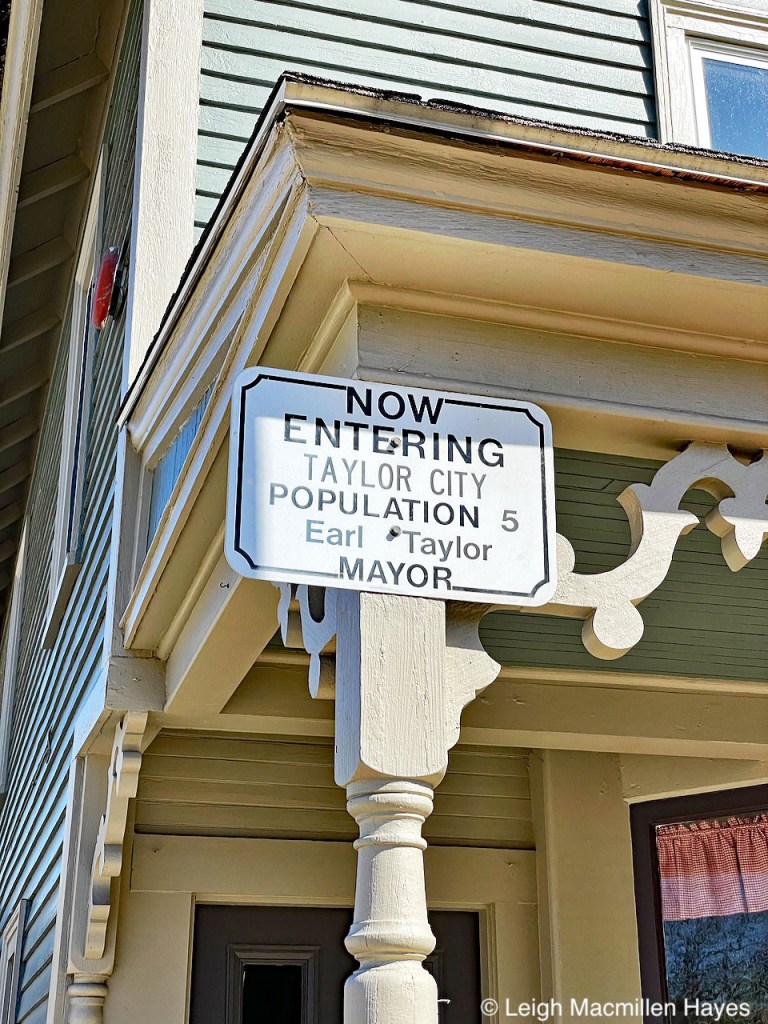 NOW
ENTERING
TAYLOR CITY
POPULATION 5
Earl Taylor
MAYOR
© Leigh Macmillen Hayes